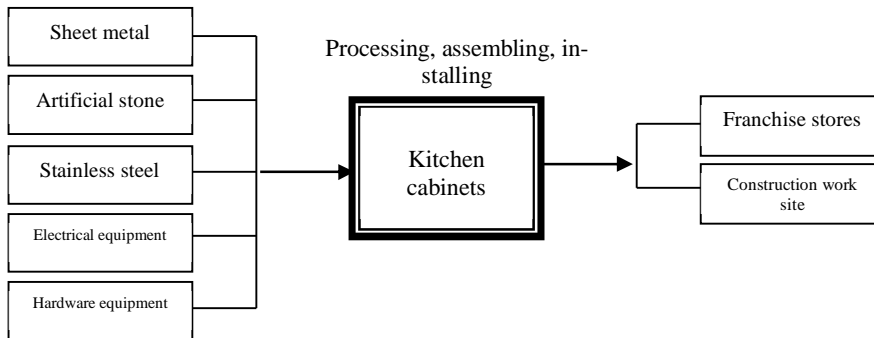 Sheet metal
Artificial stone
Stainless steel
Electrical equipment
Hardware equipment
Processing, assembling, in-
stalling
Kitchen
cabinets
Franchise stores
Construction work
site